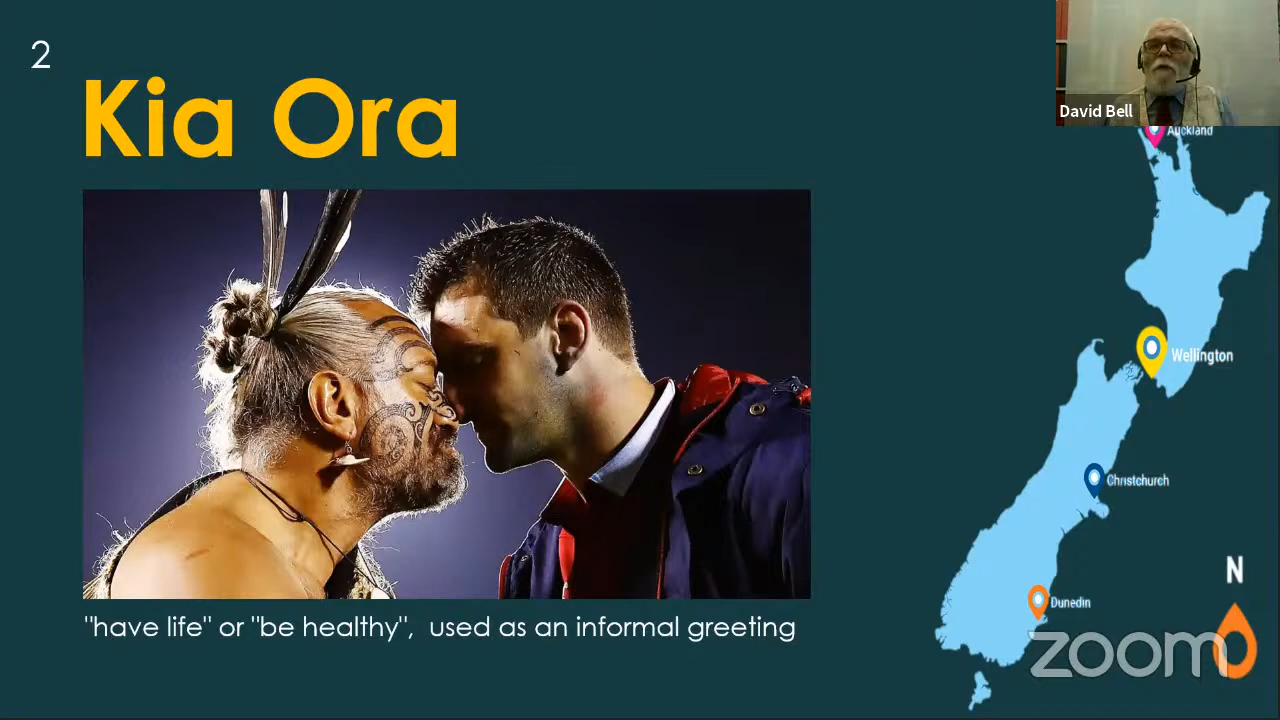 2
Kia Ora
David Bell
Auckland
Wellington
Christchurch
N
"have life" or "be healthy", used as an informal greeting
Dunedin
zoom